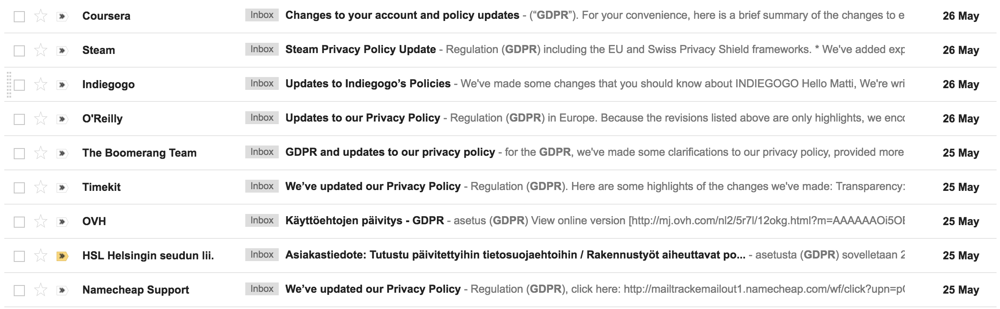 Coursera Inbox Changes to your account and policy updates - (“GDPR”). For your convenience, here is a brief summary of the changes to e 26 May
Steam Inbox Steam Privacy Policy Update - Regulation (GDPR) including the EU and Swiss Privacy Shield frameworks. * We've added exp 26 May
Indiegogo Inbox Updates to Indiegogo’s Policies - We've made some changes that you should know about INDIEGOGO Hello Matti, We're wri 26 May
O'Reilly Inbox Updates to our Privacy Policy - Regulation (GDPR) in Europe. Because the revisions listed above are only highlights, we enco 26 May
The Boomerang Team Inbox GDPR and updates to our privacy policy - for the GDPR, we've made some clarifications to our privacy policy, provided more 25 May
Timekit Inbox We’ve updated our Privacy Policy - Regulation (GDPR). Here are some highlights of the changes we've made: Transparency: 25 May
OVH Inbox Käyttöehtojen päivitys - GDPR - asetus (GDPR) View online version [http://mj.ovh.com/nl2/5r7l/12okg.html?m=AAAAAAOi5OE 25 May
HSL Helsingin seudun lii. Inbox Asiakastiedote: Tutustu päivitettyihin tietosuojaehtoihin / Rakennustyöt aiheuttavat po... - asetusta (GDPR) sovelletaan 2 25 May
Namecheap Support Inbox We’ve updated our Privacy Policy - Regulation (GDPR), click here: http://mailtrackemailout1.namecheap.com/wf/click?upn=p 25 May